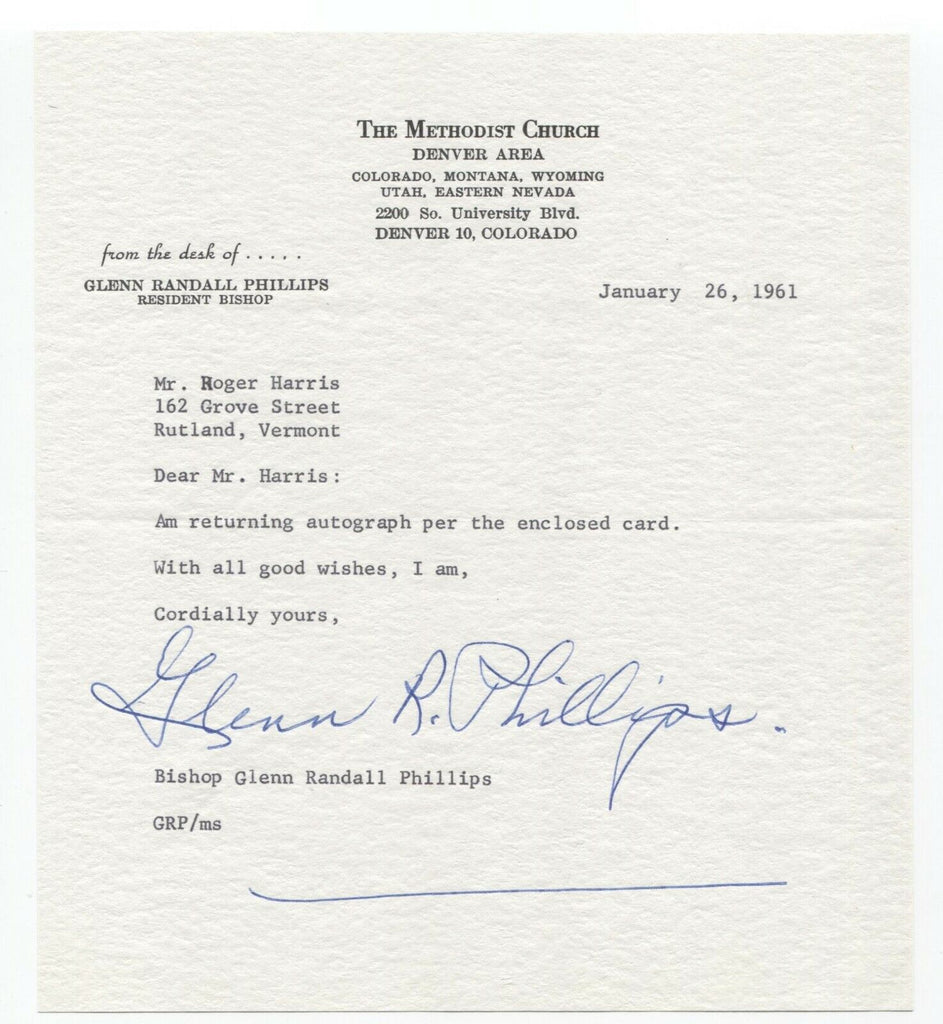 THE METHODIST CHURCH
DENVER AREA
COLORADO, MONTANA, WYOMING
UTAH, EASTERN NEVADA
2200 So. University Blvd.
DENVER 10, COLORADO
from the desk of . . . . .
GLENN RANDALL PHILLIPS
RESIDENT BISHOP
January 26, 1961
Mr. Roger Harris
162 Grove Street
Rutland, Vermont
Dear Mr. Harris:
Am returning autograph per the enclosed card.
With all good wishes, I am,
Cordially yours,
Glenn R. Phillips.
Bishop Glenn Randall Phillips
GRP/ms